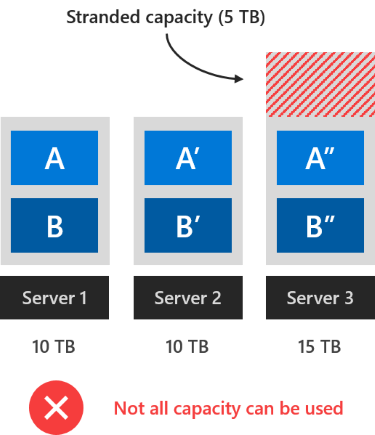 Stranded capacity (5 TB)
A A′ A″
B B′ B″
Server 1 Server 2 Server 3
10 TB 10 TB 15 TB
Not all capacity can be used